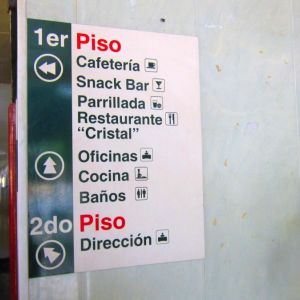 1er Piso
Cafetería
Snack Bar
Parrillada
Restaurante
“Cristal”
Oficinas
Cocina
Baños
2do Piso
Dirección